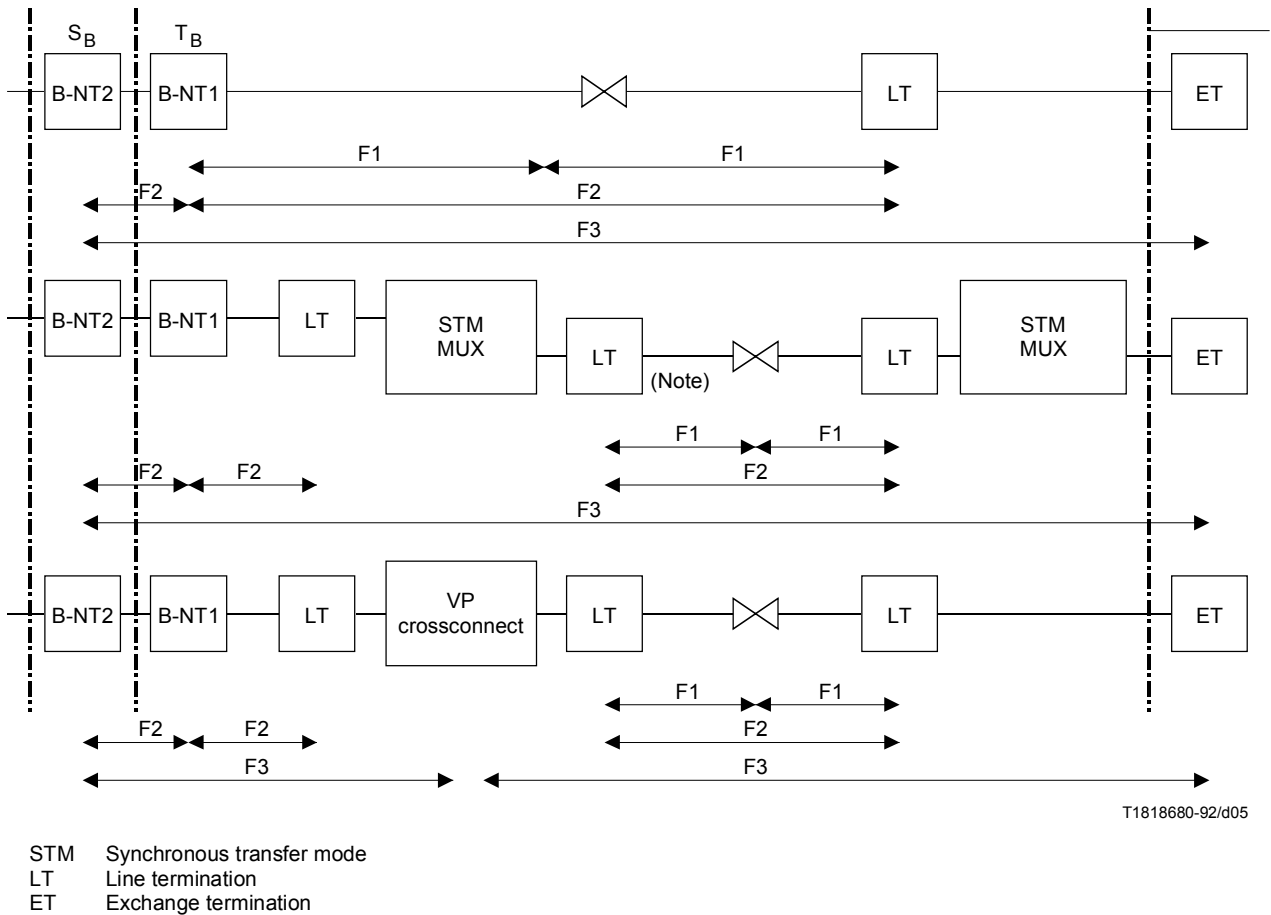 SB TB
B-NT2 B-NT1 LT ET
F1 F1
F2 F2
F3
B-NT2 B-NT1 LT STM MUX LT (Note) LT STM MUX ET
F1 F1
F2 F2 F2
F3
B-NT2 B-NT1 LT VP crossconnect LT LT ET
F1 F1
F2 F2 F2
F3 F3
T1818680-92/d05
STM Synchronous transfer mode
LT Line termination
ET Exchange termination